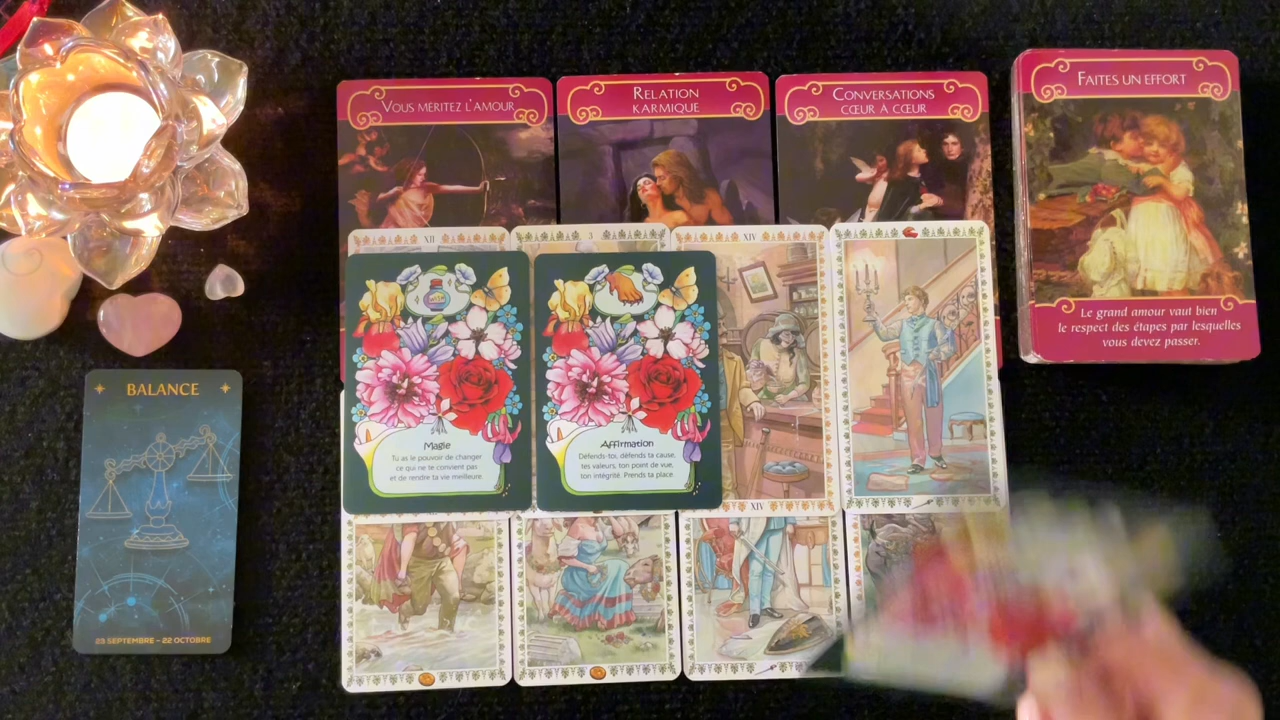 VOUS MÉRITEZ L'AMOUR
RELATION
KARMIQUE
CONVERSATIONS
CŒUR À CŒUR
FAITES UN EFFORT
Le grand amour vaut bien
le respect des étapes par lesquelles
vous devez passer.
XII
3
XIV
Magie
Tu as le pouvoir de changer
ce qui ne te convient pas
et de rendre ta vie meilleure.
Affirmation
Défends-toi, défends ta cause,
tes valeurs, ton point de vue,
ton intégrité. Prends ta place.
XIV
BALANCE
23 SEPTEMBRE – 22 OCTOBRE